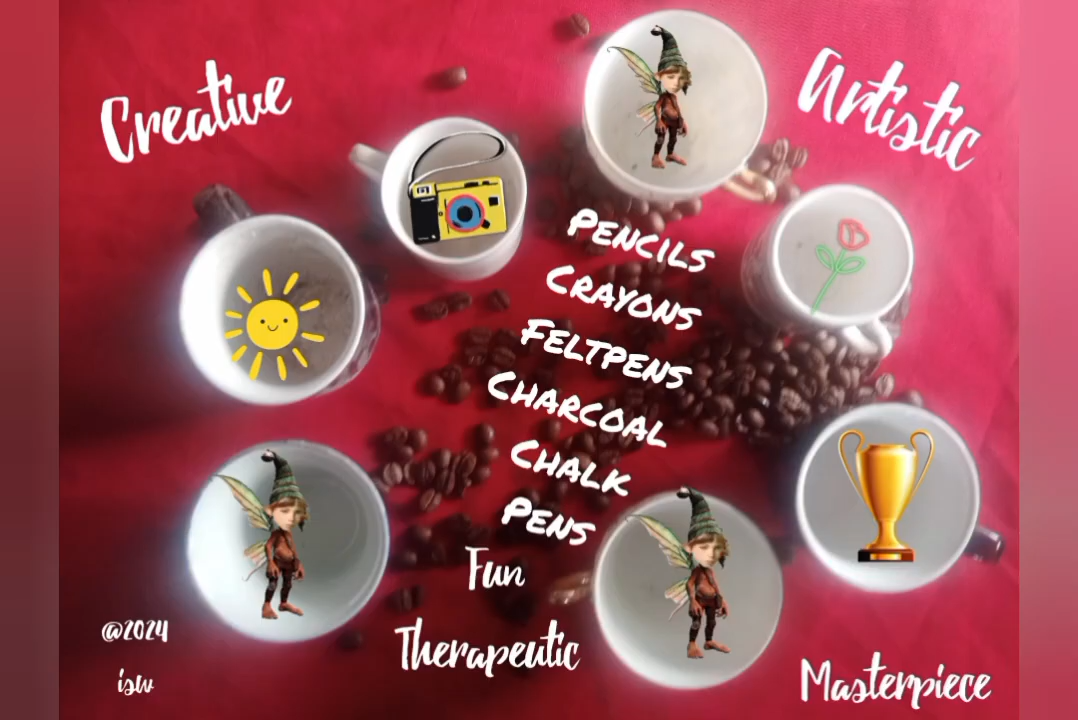 Creative
Artistic
PENCILS
CRAYONS
FELTPENS
CHARCOAL
CHALK
PENS
Fun
Therapeutic
@2024
isw
Masterpiece